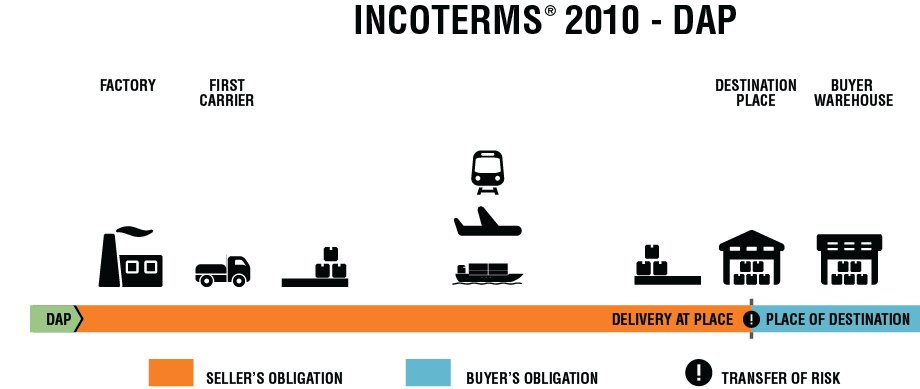 INCOTERMS® 2010 - DAP
FACTORY
FIRST
CARRIER
DESTINATION
PLACE
BUYER
WAREHOUSE
DAP
DELIVERY AT PLACE
!
PLACE OF DESTINATION
SELLER'S OBLIGATION
BUYER'S OBLIGATION
!
TRANSFER OF RISK